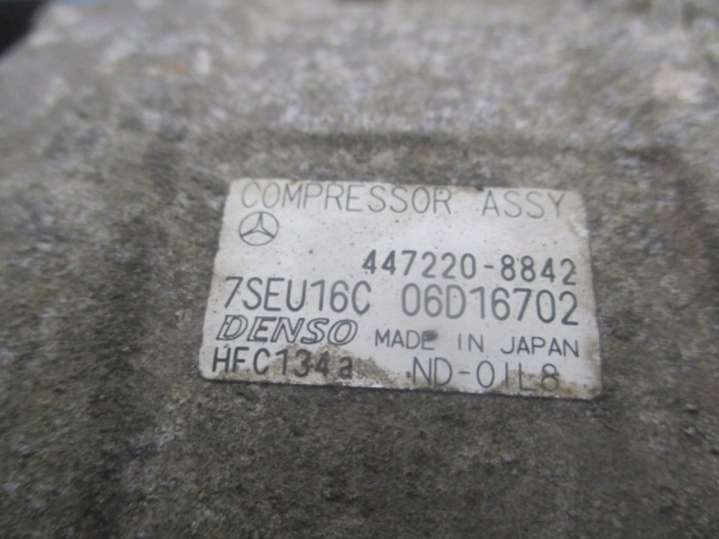 COMPRESSOR ASSY
447220-8842
7SEU16C 06D16702
DENSO MADE IN JAPAN
HFC134a ND-OIL8